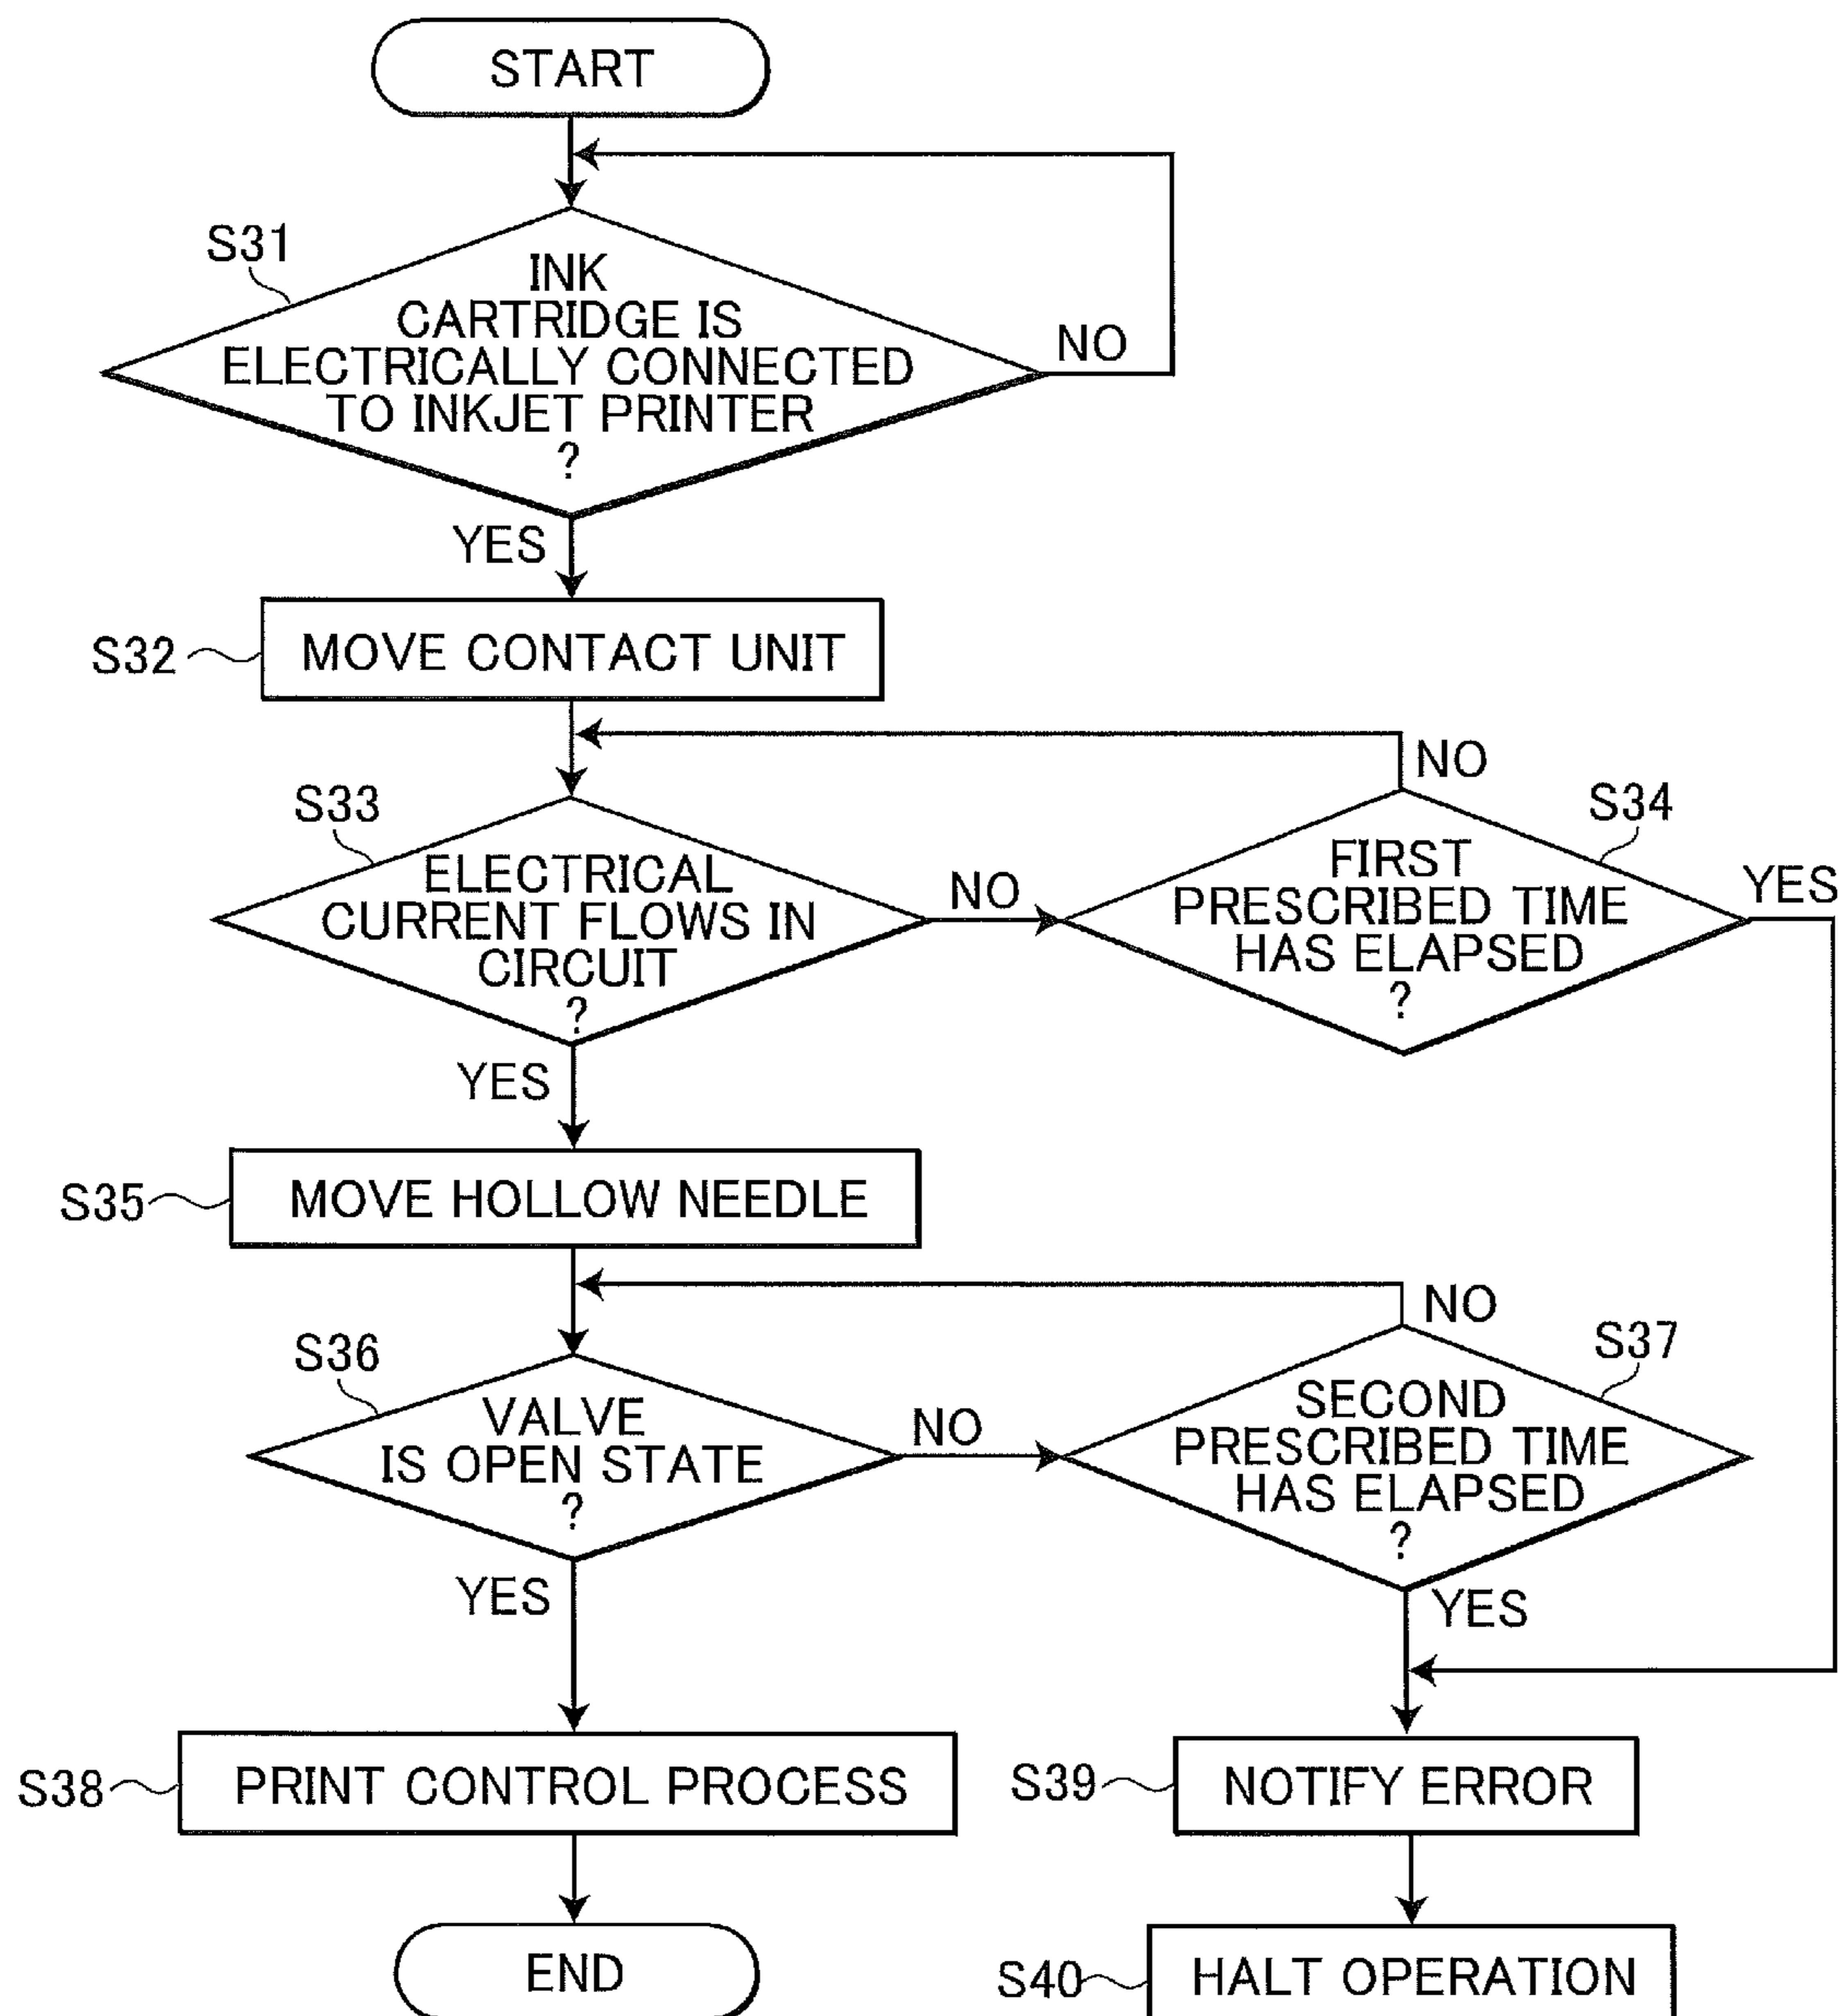 START
S31
INK
CARTRIDGE IS
ELECTRICALLY CONNECTED
TO INKJET PRINTER
?
NO
YES
S32
MOVE CONTACT UNIT
S33
ELECTRICAL
CURRENT FLOWS IN
CIRCUIT
?
NO
NO
S34
FIRST
PRESCRIBED TIME
HAS ELAPSED
?
YES
YES
S35
MOVE HOLLOW NEEDLE
S36
VALVE
IS OPEN STATE
?
NO
NO
S37
SECOND
PRESCRIBED TIME
HAS ELAPSED
?
YES
YES
S38
PRINT CONTROL PROCESS
S39
NOTIFY ERROR
END
S40
HALT OPERATION